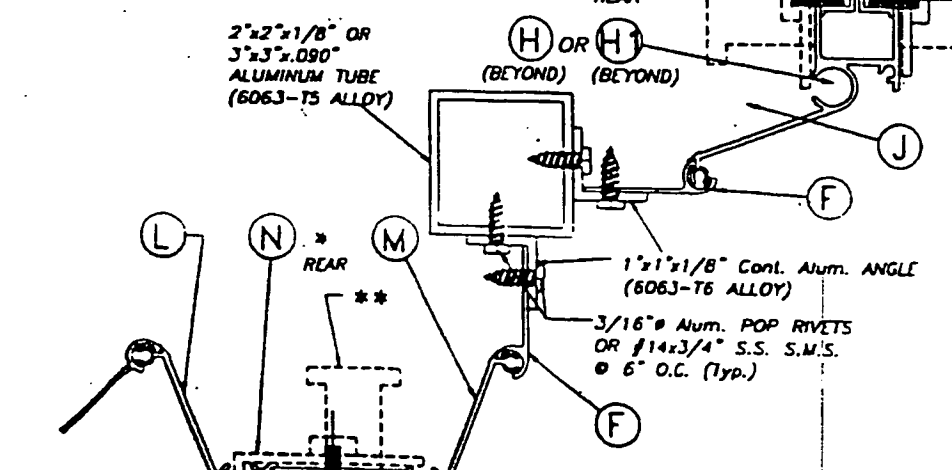 REAR
2"x2"x1/8" OR
3"x3"x.090"
ALUMINUM TUBE
(6063-T5 ALLOY)
H OR H1
(BEYOND) (BEYOND)
J
F
L
N *
REAR
M
**
1"x1"x1/8" Cont. Alum. ANGLE
(6063-T6 ALLOY)
3/16"ø Alum. POP RIVETS
OR #14x3/4" S.S. S.M.S.
@ 6" O.C. (Typ.)
F